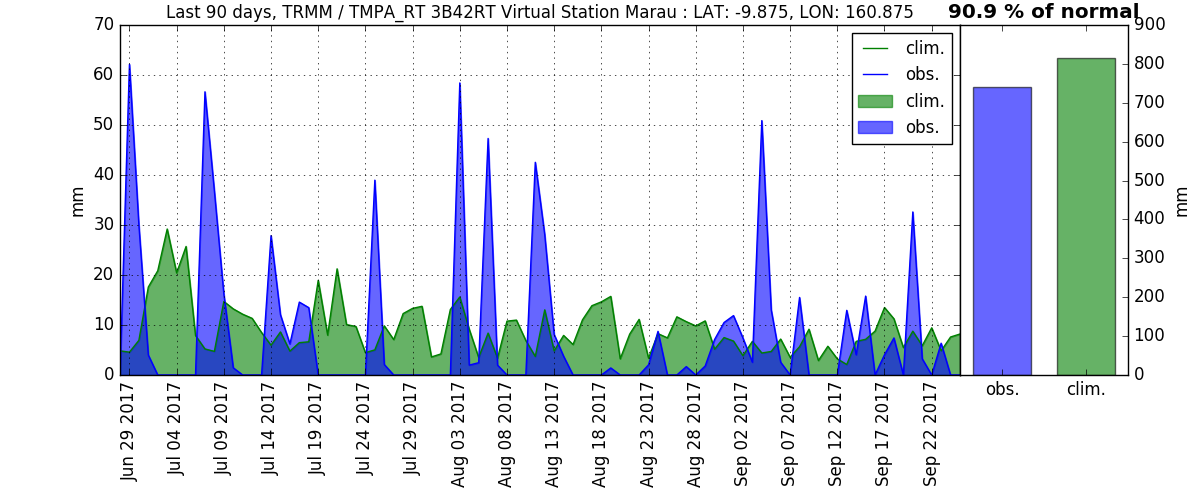 Last 90 days, TRMM / TMPA_RT 3B42RT Virtual Station Marau : LAT: -9.875, LON: 160.875
90.9 % of normal
70
60
50
40
30
20
10
0
mm
clim.
obs.
clim.
obs.
Jun 29 2017
Jul 04 2017
Jul 09 2017
Jul 14 2017
Jul 19 2017
Jul 24 2017
Jul 29 2017
Aug 03 2017
Aug 08 2017
Aug 13 2017
Aug 18 2017
Aug 23 2017
Aug 28 2017
Sep 02 2017
Sep 07 2017
Sep 12 2017
Sep 17 2017
Sep 22 2017
900
800
700
600
500
400
300
200
100
0
mm
obs.
clim.